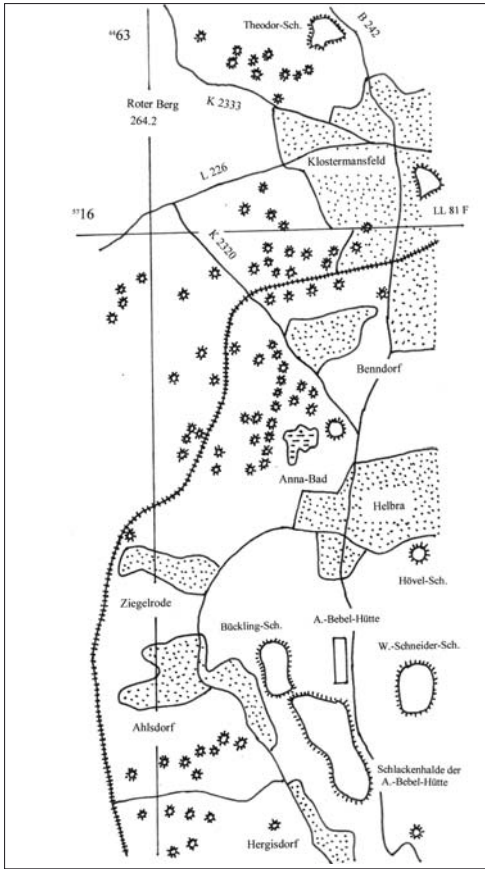 Theodor-Sch.
B 242
⁴⁴63
K 2333
Roter Berg
264.2
Klostermansfeld
L 226
⁵⁷16
LL 81 F
K 2320
Benndorf
Anna-Bad
Helbra
Hövel-Sch.
Ziegelrode
Bückling-Sch.
A.-Bebel-Hütte
W.-Schneider-Sch.
Ahlsdorf
Schlackenhalde der
A.-Bebel-Hütte
Hergisdorf